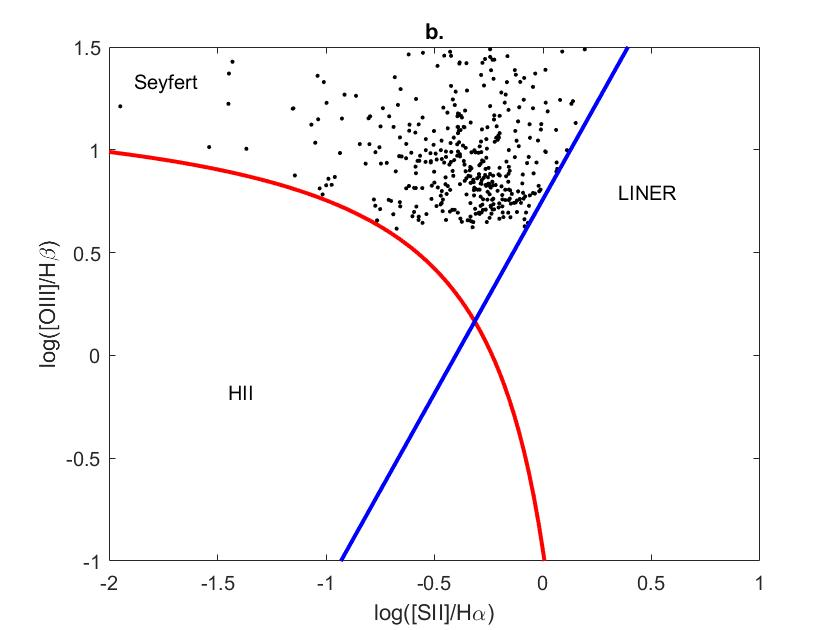 b.
1.5
Seyfert
1
LINER
0.5
log([OIII]/Hβ)
0
HII
-0.5
-1
-2 -1.5 -1 -0.5 0 0.5 1
log([SII]/Hα)